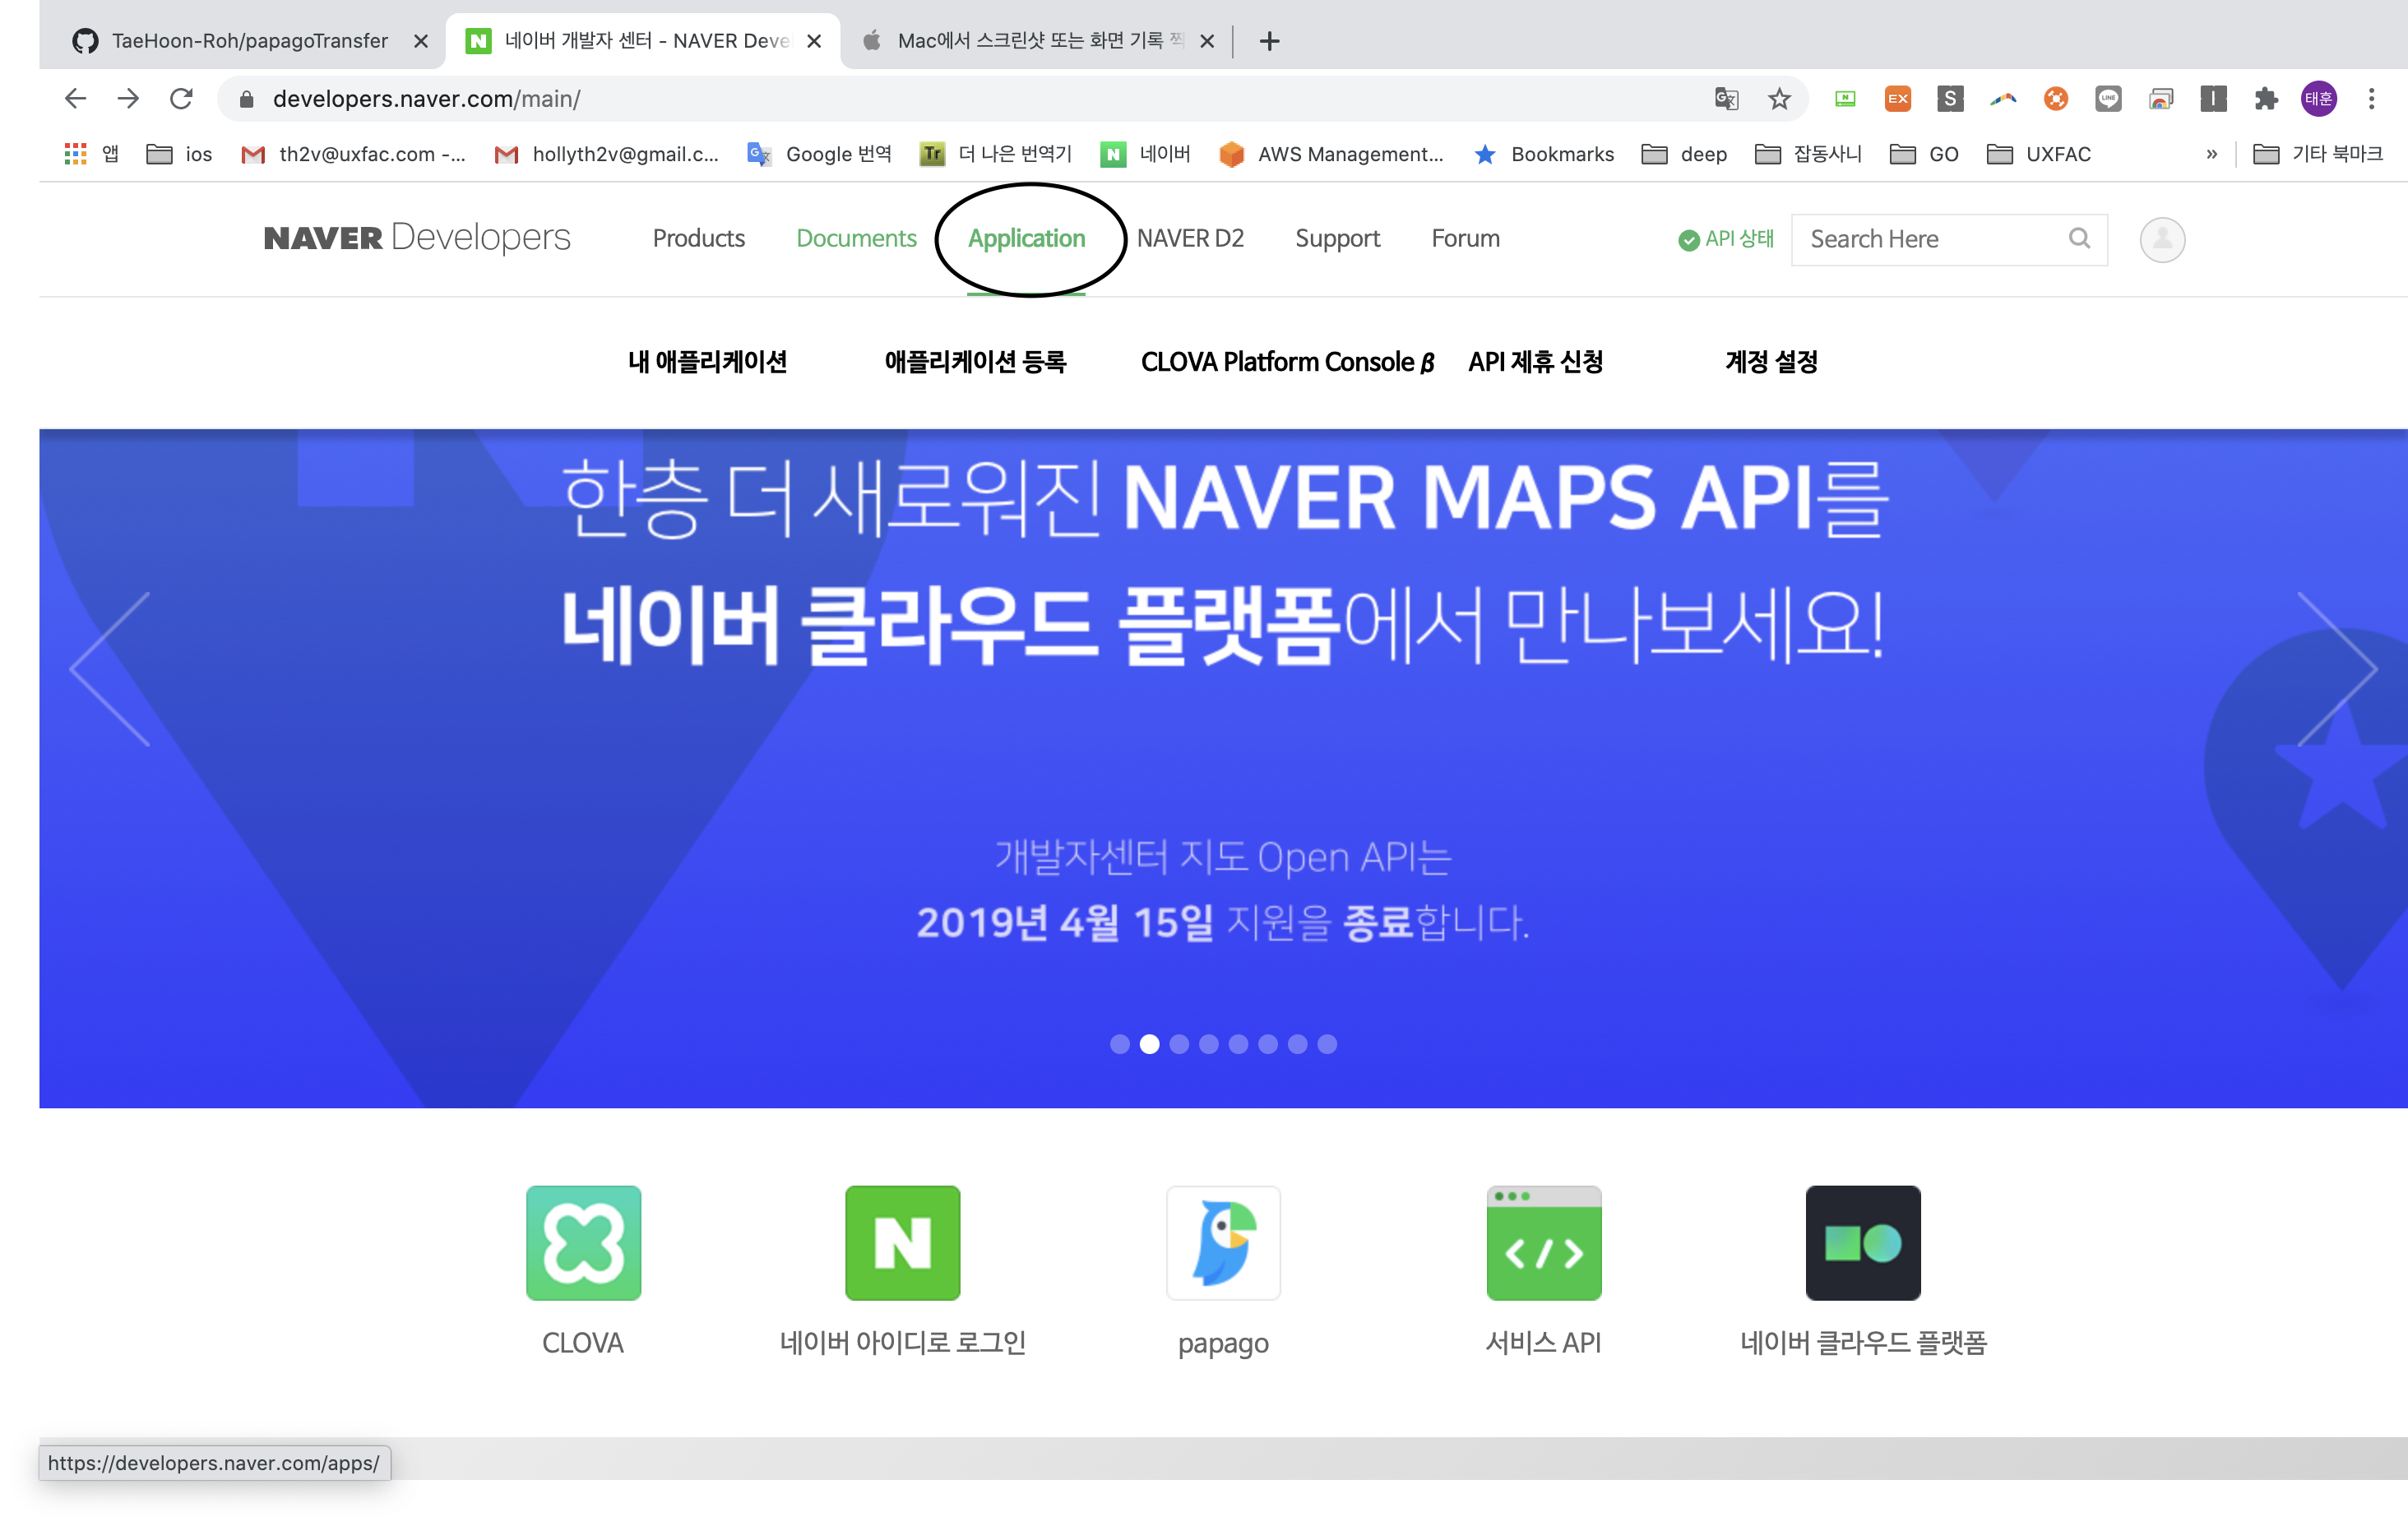 TaeHoon-Roh/papagoTransfer
네이버 개발자 센터 - NAVER Deve
Mac에서 스크린샷 또는 화면 기록
developers.naver.com/main/
EX
S
LINE
I
태훈
앱
ios
th2v@uxfac.com -...
hollyth2v@gmail.c...
Google 번역
Tr
더 나은 번역기
N
네이버
AWS Management...
Bookmarks
deep
잡동사니
GO
UXFAC
»
기타 북마크
NAVER Developers
Products
Documents
Application
NAVER D2
Support
Forum
API 상태
Search Here
내 애플리케이션
애플리케이션 등록
CLOVA Platform Console β
API 제휴 신청
계정 설정
한층 더 새로워진 NAVER MAPS API를
네이버 클라우드 플랫폼에서 만나보세요!
개발자센터 지도 Open API는
2019년 4월 15일 지원을 종료합니다.
N
</>
CLOVA
네이버 아이디로 로그인
papago
서비스 API
네이버 클라우드 플랫폼
https://developers.naver.com/apps/